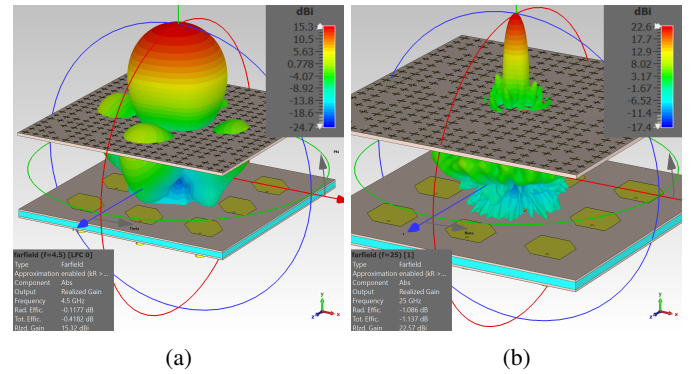 dBi
15.3
10.5
5.63
0.778
-4.07
-8.92
-13.8
-18.6
-24.7
Phi
Theta
farfield (f=4.5) [LFC 0]
Type Farfield
Approximation enabled (kR >...
Component Abs
Output Realized Gain
Frequency 4.5 GHz
Rad. Effic. -0.1177 dB
Tot. Effic. -0.4182 dB
Rlzd. Gain 15.32 dBi
y
z
x
(a)
dBi
22.6
17.7
12.9
8.02
3.17
-1.68
-6.53
-11.4
-17.4
farfield (f=25) [1]
Type Farfield
Approximation enabled (kR >...
Component Abs
Output Realized Gain
Frequency 25 GHz
Rad. Effic. -1.086 dB
Tot. Effic. -1.137 dB
Rlzd. Gain 22.57 dBi
y
z
x
(b)